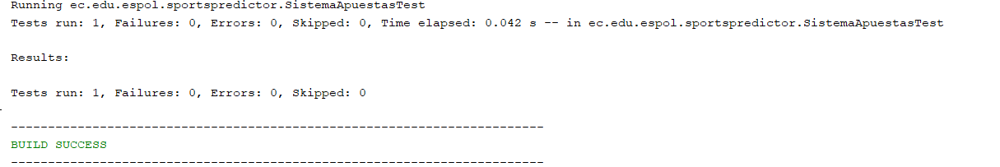 Running ec.edu.espol.sportspredictor.SistemaApuestasTest
Tests run: 1, Failures: 0, Errors: 0, Skipped: 0, Time elapsed: 0.042 s -- in ec.edu.espol.sportspredictor.SistemaApuestasTest
Results:
Tests run: 1, Failures: 0, Errors: 0, Skipped: 0
------------------------------------------------------------------------
BUILD SUCCESS
------------------------------------------------------------------------